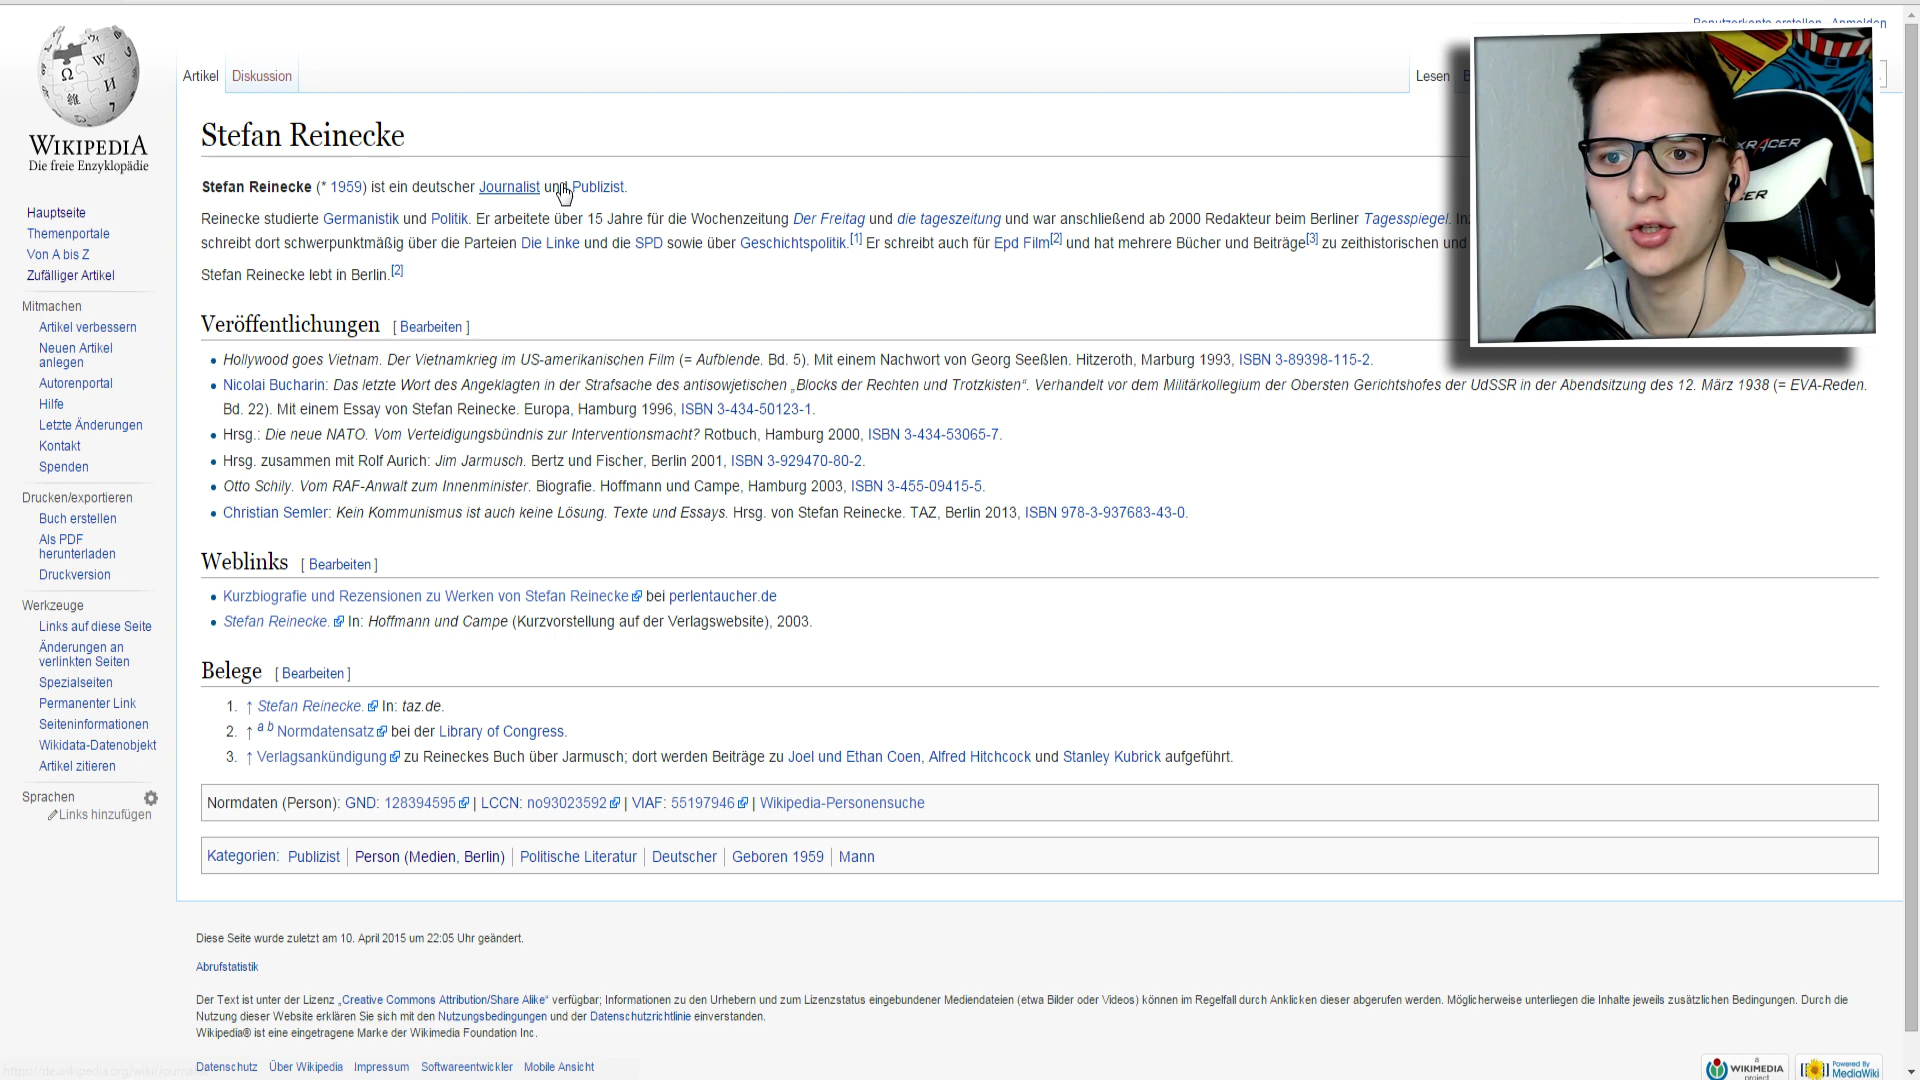 Benutzerkonto erstellen Anmelden
WIKIPEDIA
Die freie Enzyklopädie
Artikel Diskussion
Lesen
Hauptseite
Themenportale
Von A bis Z
Zufälliger Artikel
Mitmachen
Artikel verbessern
Neuen Artikel
anlegen
Autorenportal
Hilfe
Letzte Änderungen
Kontakt
Spenden
Drucken/exportieren
Buch erstellen
Als PDF
herunterladen
Druckversion
Werkzeuge
Links auf diese Seite
Änderungen an
verlinkten Seiten
Spezialseiten
Permanenter Link
Seiteninformationen
Wikidata-Datenobjekt
Artikel zitieren
Sprachen
Links hinzufügen
Stefan Reinecke
Stefan Reinecke (* 1959) ist ein deutscher Journalist und Publizist.
Reinecke studierte Germanistik und Politik. Er arbeitete über 15 Jahre für die Wochenzeitung Der Freitag und die tageszeitung und war anschließend ab 2000 Redakteur beim Berliner Tagesspiegel.
schreibt dort schwerpunktmäßig über die Parteien Die Linke und die SPD sowie über Geschichtspolitik.[1] Er schreibt auch für Epd Film[2] und hat mehrere Bücher und Beiträge[3] zu zeithistorischen und
Stefan Reinecke lebt in Berlin.[2]
Veröffentlichungen [ Bearbeiten ]
• Hollywood goes Vietnam. Der Vietnamkrieg im US-amerikanischen Film (= Aufblende. Bd. 5). Mit einem Nachwort von Georg Seeßlen. Hitzeroth, Marburg 1993, ISBN 3-89398-115-2.
• Nicolai Bucharin: Das letzte Wort des Angeklagten in der Strafsache des antisowjetischen „Blocks der Rechten und Trotzkisten“. Verhandelt vor dem Militärkollegium der Obersten Gerichtshofes der UdSSR in der Abendsitzung des 12. März 1938 (= EVA-Reden.
Bd. 22). Mit einem Essay von Stefan Reinecke. Europa, Hamburg 1996, ISBN 3-434-50123-1.
• Hrsg.: Die neue NATO. Vom Verteidigungsbündnis zur Interventionsmacht? Rotbuch, Hamburg 2000, ISBN 3-434-53065-7.
• Hrsg. zusammen mit Rolf Aurich: Jim Jarmusch. Bertz und Fischer, Berlin 2001, ISBN 3-929470-80-2.
• Otto Schily. Vom RAF-Anwalt zum Innenminister. Biografie. Hoffmann und Campe, Hamburg 2003, ISBN 3-455-09415-5.
• Christian Semler: Kein Kommunismus ist auch keine Lösung. Texte und Essays. Hrsg. von Stefan Reinecke. TAZ, Berlin 2013, ISBN 978-3-937683-43-0.
Weblinks [ Bearbeiten ]
• Kurzbiografie und Rezensionen zu Werken von Stefan Reinecke bei perlentaucher.de
• Stefan Reinecke. In: Hoffmann und Campe (Kurzvorstellung auf der Verlagswebsite), 2003.
Belege [ Bearbeiten ]
1. ↑ Stefan Reinecke. In: taz.de.
2. ↑ a b Normdatensatz bei der Library of Congress.
3. ↑ Verlagsankündigung zu Reineckes Buch über Jarmusch; dort werden Beiträge zu Joel und Ethan Coen, Alfred Hitchcock und Stanley Kubrick aufgeführt.
Normdaten (Person): GND: 128394595 | LCCN: no93023592 | VIAF: 55197946 | Wikipedia-Personensuche
Kategorien: Publizist | Person (Medien, Berlin) | Politische Literatur | Deutscher | Geboren 1959 | Mann
Diese Seite wurde zuletzt am 10. April 2015 um 22:05 Uhr geändert.
Abrufstatistik
Der Text ist unter der Lizenz „Creative Commons Attribution/Share Alike“ verfügbar; Informationen zu den Urhebern und zum Lizenzstatus eingebundener Mediendateien (etwa Bilder oder Videos) können im Regelfall durch Anklicken dieser abgerufen werden. Möglicherweise unterliegen die Inhalte jeweils zusätzlichen Bedingungen. Durch die
Nutzung dieser Website erklären Sie sich mit den Nutzungsbedingungen und der Datenschutzrichtlinie einverstanden.
Wikipedia® ist eine eingetragene Marke der Wikimedia Foundation Inc.
Datenschutz Über Wikipedia Impressum Softwareentwickler Mobile Ansicht
a
WIKIMEDIA
project
Powered By
MediaWiki